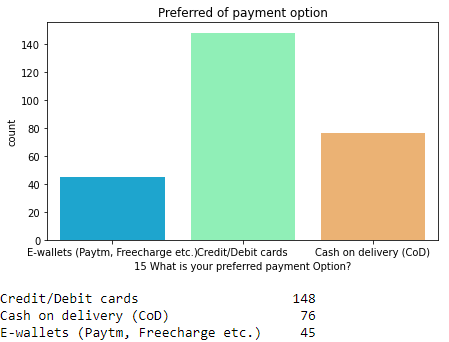 Preferred of payment option
140
120
100
80
60
40
20
0
count
E-wallets (Paytm, Freecharge etc.) Credit/Debit cards Cash on delivery (CoD)
15 What is your preferred payment Option?
Credit/Debit cards 148
Cash on delivery (CoD) 76
E-wallets (Paytm, Freecharge etc.) 45